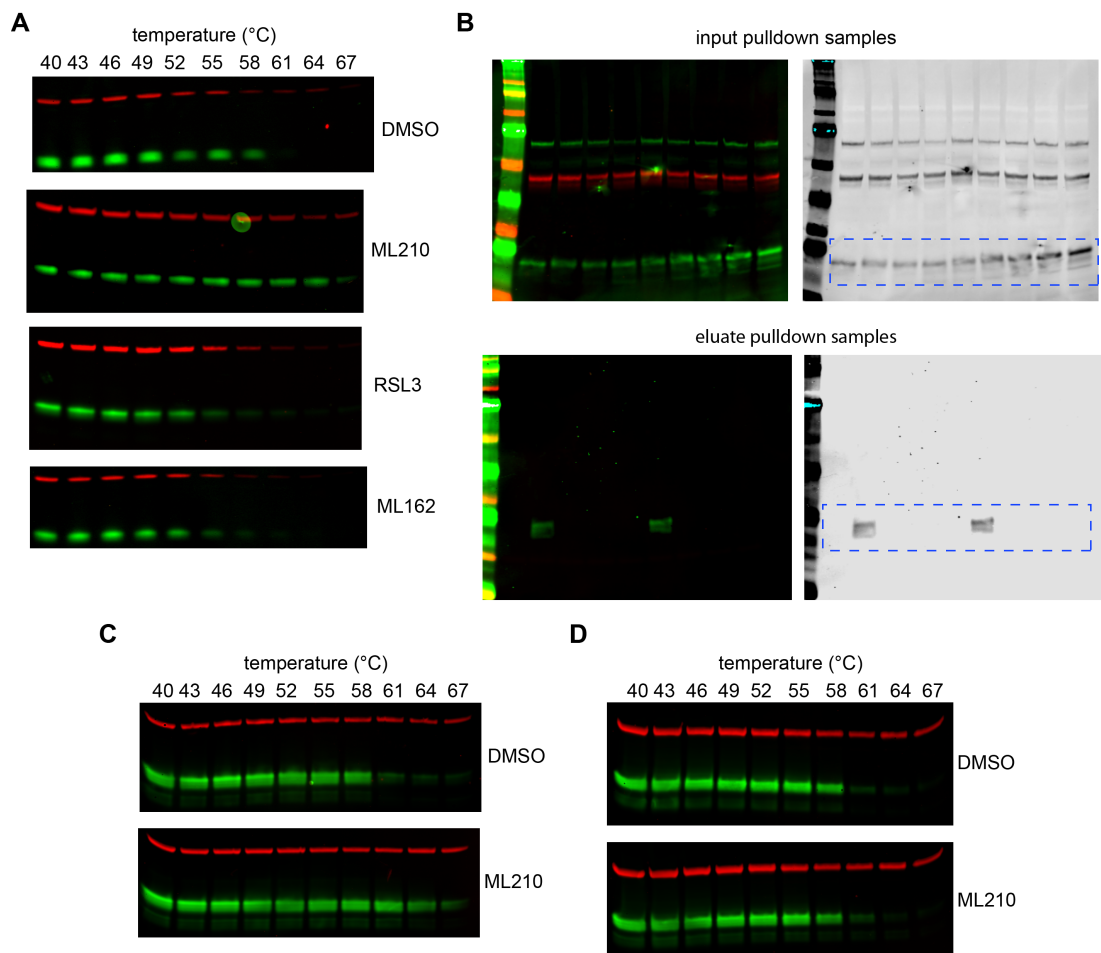 A
temperature (°C)
40 43 46 49 52 55 58 61 64 67
DMSO
ML210
RSL3
ML162
B
input pulldown samples
eluate pulldown samples
C
temperature (°C)
40 43 46 49 52 55 58 61 64 67
DMSO
ML210
D
temperature (°C)
40 43 46 49 52 55 58 61 64 67
DMSO
ML210